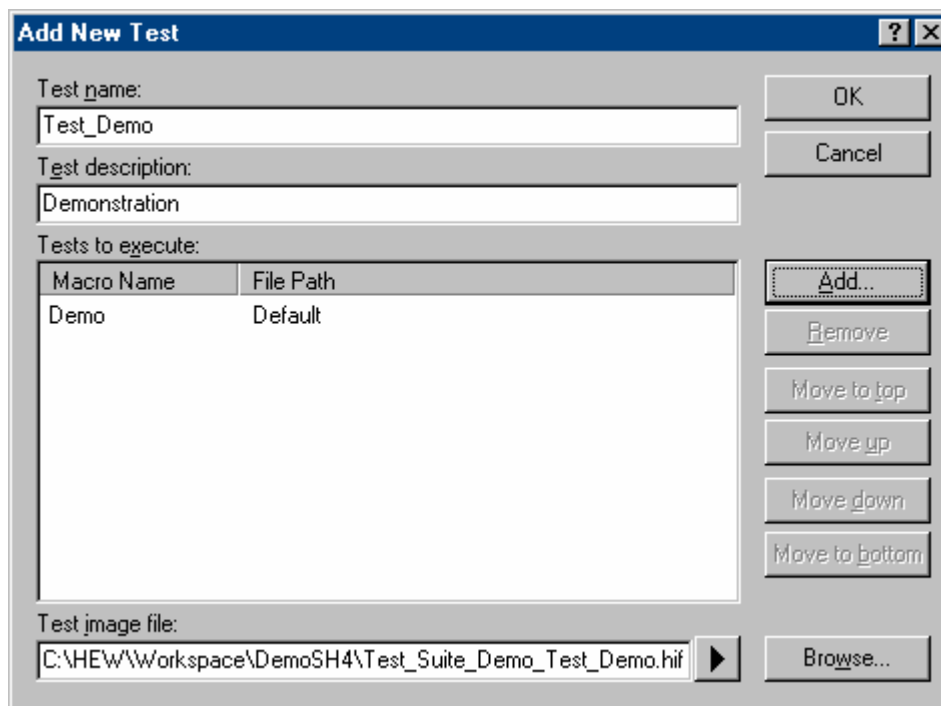 Add New Test
Test name:
OK
Test_Demo
Cancel
Test description:
Demonstration
Tests to execute:
Macro Name File Path
Add...
Demo Default
Remove
Move to top
Move up
Move down
Move to bottom
Test image file:
C:\HEW\Workspace\DemoSH4\Test_Suite_Demo_Test_Demo.hif
Browse...